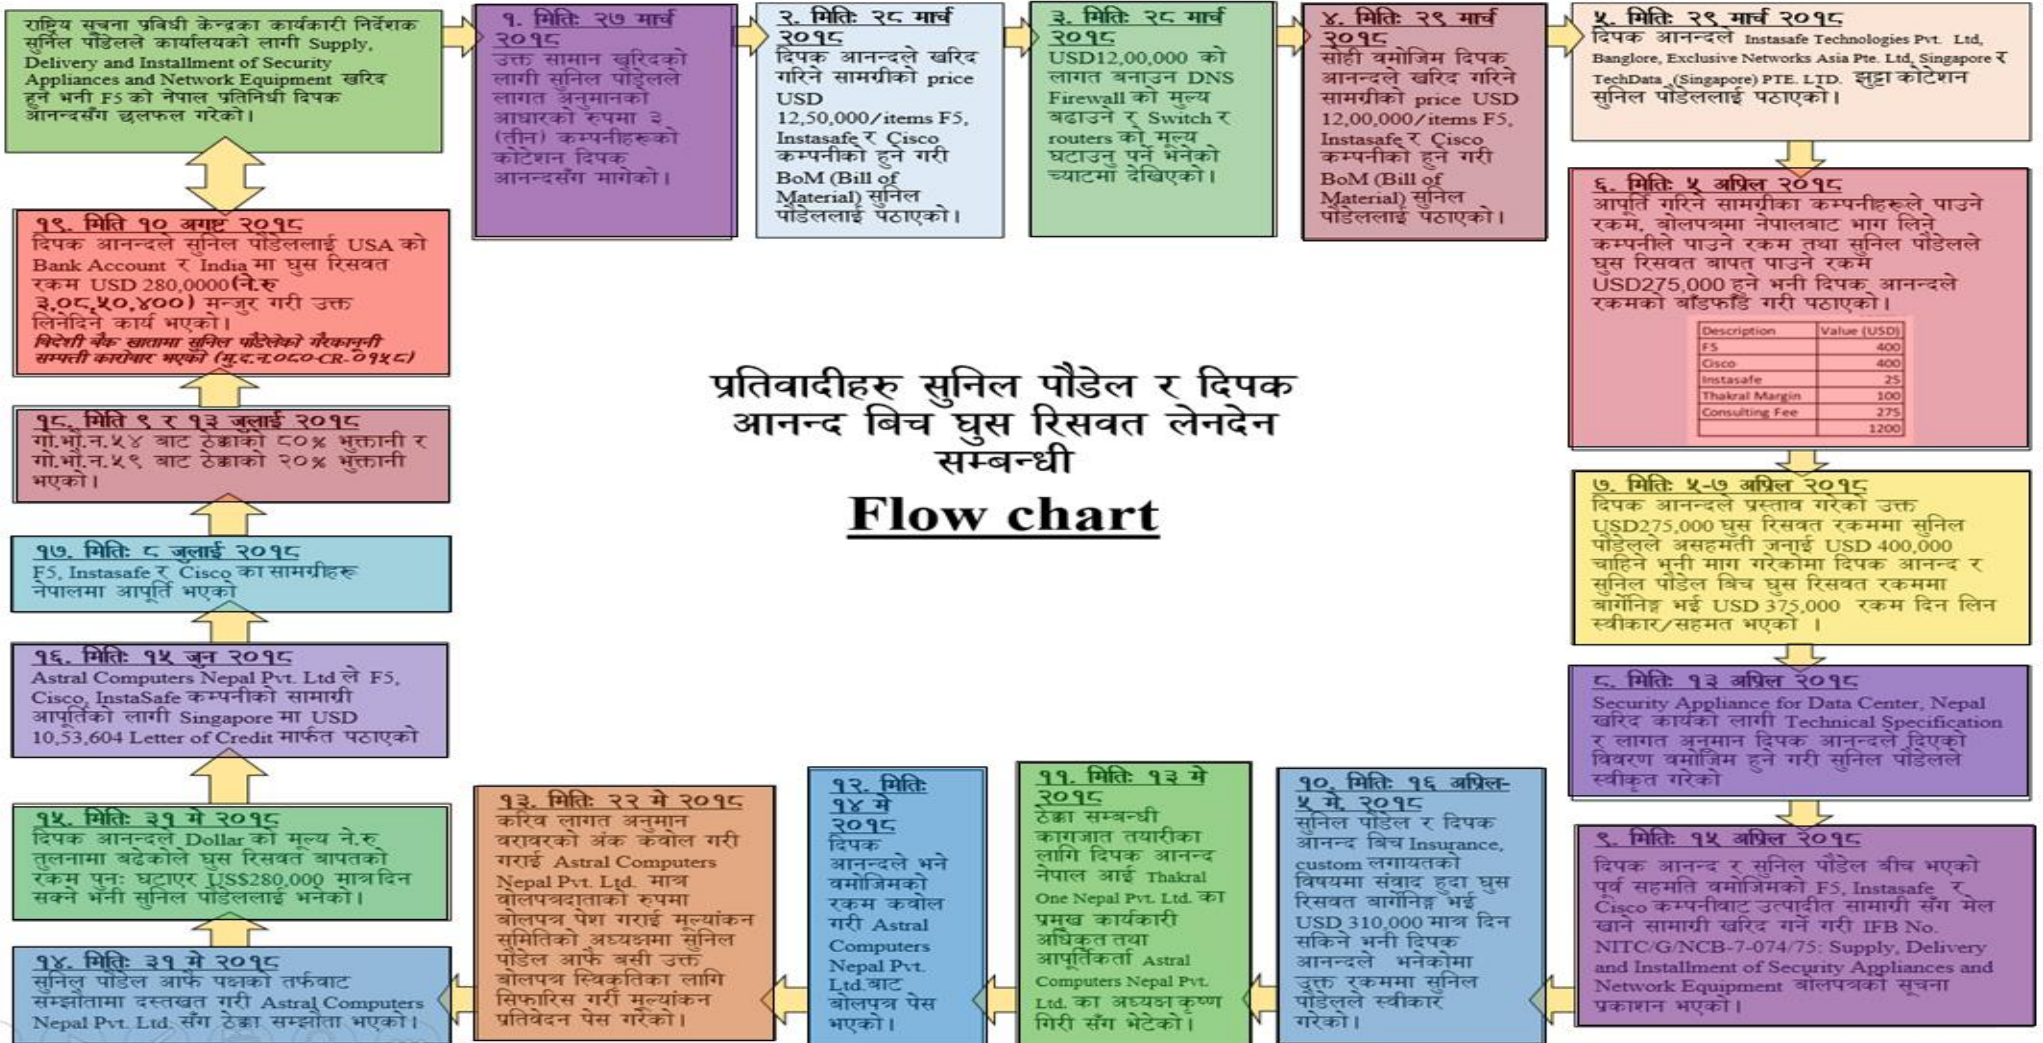 राष्ट्रिय सूचना प्रबिधी केन्द्रका कार्यकारी निर्देशक
सुनिल पौडेलले कार्यालयको लागी Supply,
Delivery and Installment of Security
Appliances and Network Equipment खरिद
हुने भनी F5 को नेपाल प्रतिनिधी दिपक
आनन्दसँग छलफल गरेको।
१. मितिः २७ मार्च
२०१८
उक्त सामान खरिदको
लागी सुनिल पौडेलले
लागत अनुमानको
आधारको रुपमा ३
(तीन) कम्पनीहरूको
कोटेशन दिपक
आनन्दसँग मागेको।
२. मितिः २८ मार्च
२०१८
दिपक आनन्दले खरिद
गरिने सामग्रीको price
USD
12,50,000/items F5,
Instasafe र Cisco
कम्पनीको हुने गरी
BoM (Bill of
Material) सुनिल
पौडेललाई पठाएको।
३. मितिः २८ मार्च
२०१८
USD12,00,000 को
लागत बनाउन DNS
Firewall को मुल्य
बढाउने र Switch र
routers को मूल्य
घटाउनु पर्ने भनेको
च्याटमा देखिएको।
४. मितिः २९ मार्च
२०१८
सोही वमोजिम दिपक
आनन्दले खरिद गरिने
सामग्रीको price USD
12,00,000/items F5,
Instasafe र Cisco
कम्पनीको हुने गरी
BoM (Bill of
Material) सुनिल
पौडेललाई पठाएको।
५. मितिः २९ मार्च २०१८
दिपक आनन्दले Instasafe Technologies Pvt. Ltd,
Banglore, Exclusive Networks Asia Pte. Ltd, Singapore र
TechData (Singapore) PTE. LTD. झुट्टा कोटेशन
सुनिल पौडेललाई पठाएको।
६. मितिः ५ अप्रिल २०१८
आपूर्ति गरिने सामग्रीका कम्पनीहरूले पाउने
रकम, बोलपत्रमा नेपालबाट भाग लिने
कम्पनीले पाउने रकम तथा सुनिल पौडेलले
घुस रिसवत बापत पाउने रकम
USD275,000 हुने भनी दिपक आनन्दले
रकमको बाँडफाँड गरी पठाएको।
Description Value (USD)
F5 400
Cisco 400
Instasafe 25
Thakral Margin 100
Consulting Fee 275
1200
७. मितिः ५-७ अप्रिल २०१८
दिपक आनन्दले प्रस्ताव गरेको उक्त
USD275,000 घुस रिसवत रकममा सुनिल
पौडेलले असहमती जनाई USD 400,000
चाहिने भनी माग गरेकोमा दिपक आनन्द र
सुनिल पौडेल बिच घुस रिसवत रकममा
बार्गेनिङ्ग भई USD 375,000 रकम दिन लिन
स्वीकार/सहमत भएको ।
८. मितिः १३ अप्रिल २०१८
Security Appliance for Data Center, Nepal
खरिद कार्यको लागी Technical Specification
र लागत अनुमान दिपक आनन्दले दिएको
विवरण वमोजिम हुने गरी सुनिल पौडेलले
स्वीकृत गरेको
९. मितिः १५ अप्रिल २०१८
दिपक आनन्द र सुनिल पौडेल बीच भएको
पूर्व सहमति वमोजिमको F5, Instasafe र
Cisco कम्पनीवाट उत्पादीत सामाग्री सँग मेल
खाने सामाग्री खरिद गर्ने गरी IFB No.
NITC/G/NCB-7-074/75: Supply, Delivery
and Installment of Security Appliances and
Network Equipment बोलपत्रको सूचना
प्रकाशन भएको।
१०. मितिः १६ अप्रिल-
५ मे, २०१८
सुनिल पौडेल र दिपक
आनन्द बिच Insurance,
custom लगायतको
विषयमा संवाद हुदा घुस
रिसवत बार्गेनिङ्ग भई
USD 310,000 मात्र दिन
सकिने भनी दिपक
आनन्दले भनेकोमा
उक्त रकममा सुनिल
पौडेलले स्वीकार
गरेको।
११. मितिः १३ मे
२०१८
ठेक्का सम्बन्धी
कागजात तयारीका
लागि दिपक आनन्द
नेपाल आई Thakral
One Nepal Pvt. Ltd. का
प्रमुख कार्यकारी
अधिकृत तथा
आपूर्तिकर्ता Astral
Computers Nepal Pvt.
Ltd. का अध्यक्ष कृष्ण
गिरी सँग भेटेको।
१२. मितिः
१४ मे
२०१८
दिपक
आनन्दले भने
वमोजिमको
रकम कवोल
गरी Astral
Computers
Nepal Pvt.
Ltd.बाट
बोलपत्र पेस
भएको।
१३. मितिः २२ मे २०१८
करिव लागत अनुमान
वरावरको अंक कवोल गरी
गराई Astral Computers
Nepal Pvt. Ltd. मात्र
वोलपत्रदाताको रुपमा
बोलपत्र पेश गराई मूल्यांकन
समितिको अध्यक्षमा सुनिल
पौडेल आफै बसी उक्त
बोलपत्र स्विकृतिका लागि
सिफारिस गरी मूल्यांकन
प्रतिवेदन पेस गरेको।
१४. मितिः ३१ मे २०१८
सुनिल पौडेल आफै पक्षको तर्फवाट
सम्झौतामा दस्तखत गरी Astral Computers
Nepal Pvt. Ltd. सँग ठेक्का सम्झौता भएको।
१५. मितिः ३१ मे २०१८
दिपक आनन्दले Dollar को मूल्य ने.रु
तुलनामा बढेकोले घुस रिसवत बापतको
रकम पुनः घटाएर US$280,000 मात्र दिन
सक्ने भनी सुनिल पौडेललाई भनेको।
१६. मितिः १५ जुन २०१८
Astral Computers Nepal Pvt. Ltd ले F5,
Cisco, InstaSafe कम्पनीको सामाग्री
आपूर्तिको लागी Singapore मा USD
10,53,604 Letter of Credit मार्फत पठाएको
१७. मितिः ८ जुलाई २०१८
F5, Instasafe र Cisco का सामग्रीहरू
नेपालमा आपूर्ति भएको
१८. मिति ९ र १३ जुलाई २०१८
गो.भौ.न.५४ बाट ठेक्काको ८०% भुक्तानी र
गो.भौ.न.५९ बाट ठेक्काको २०% भुक्तानी
भएको।
१९. मिति १० अगष्ट २०१८
दिपक आनन्दले सुनिल पौडेललाई USA को
Bank Account र India मा घुस रिसवत
रकम USD 280,0000(ने.रु
३,०८,५०,४००) मन्जुर गरी उक्त
लिनेदिने कार्य भएको।
विदेशी बैंक खातामा सुनिल पौडेलेको गैरकानूनी
सम्पत्ती कारोवार भएको (मु.द.न.०८०-CR-०१५८)
प्रतिवादीहरु सुनिल पौडेल र दिपक
आनन्द बिच घुस रिसवत लेनदेन
सम्बन्धी
Flow chart